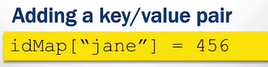 Adding a key/value pair
idMap[“jane”] = 456